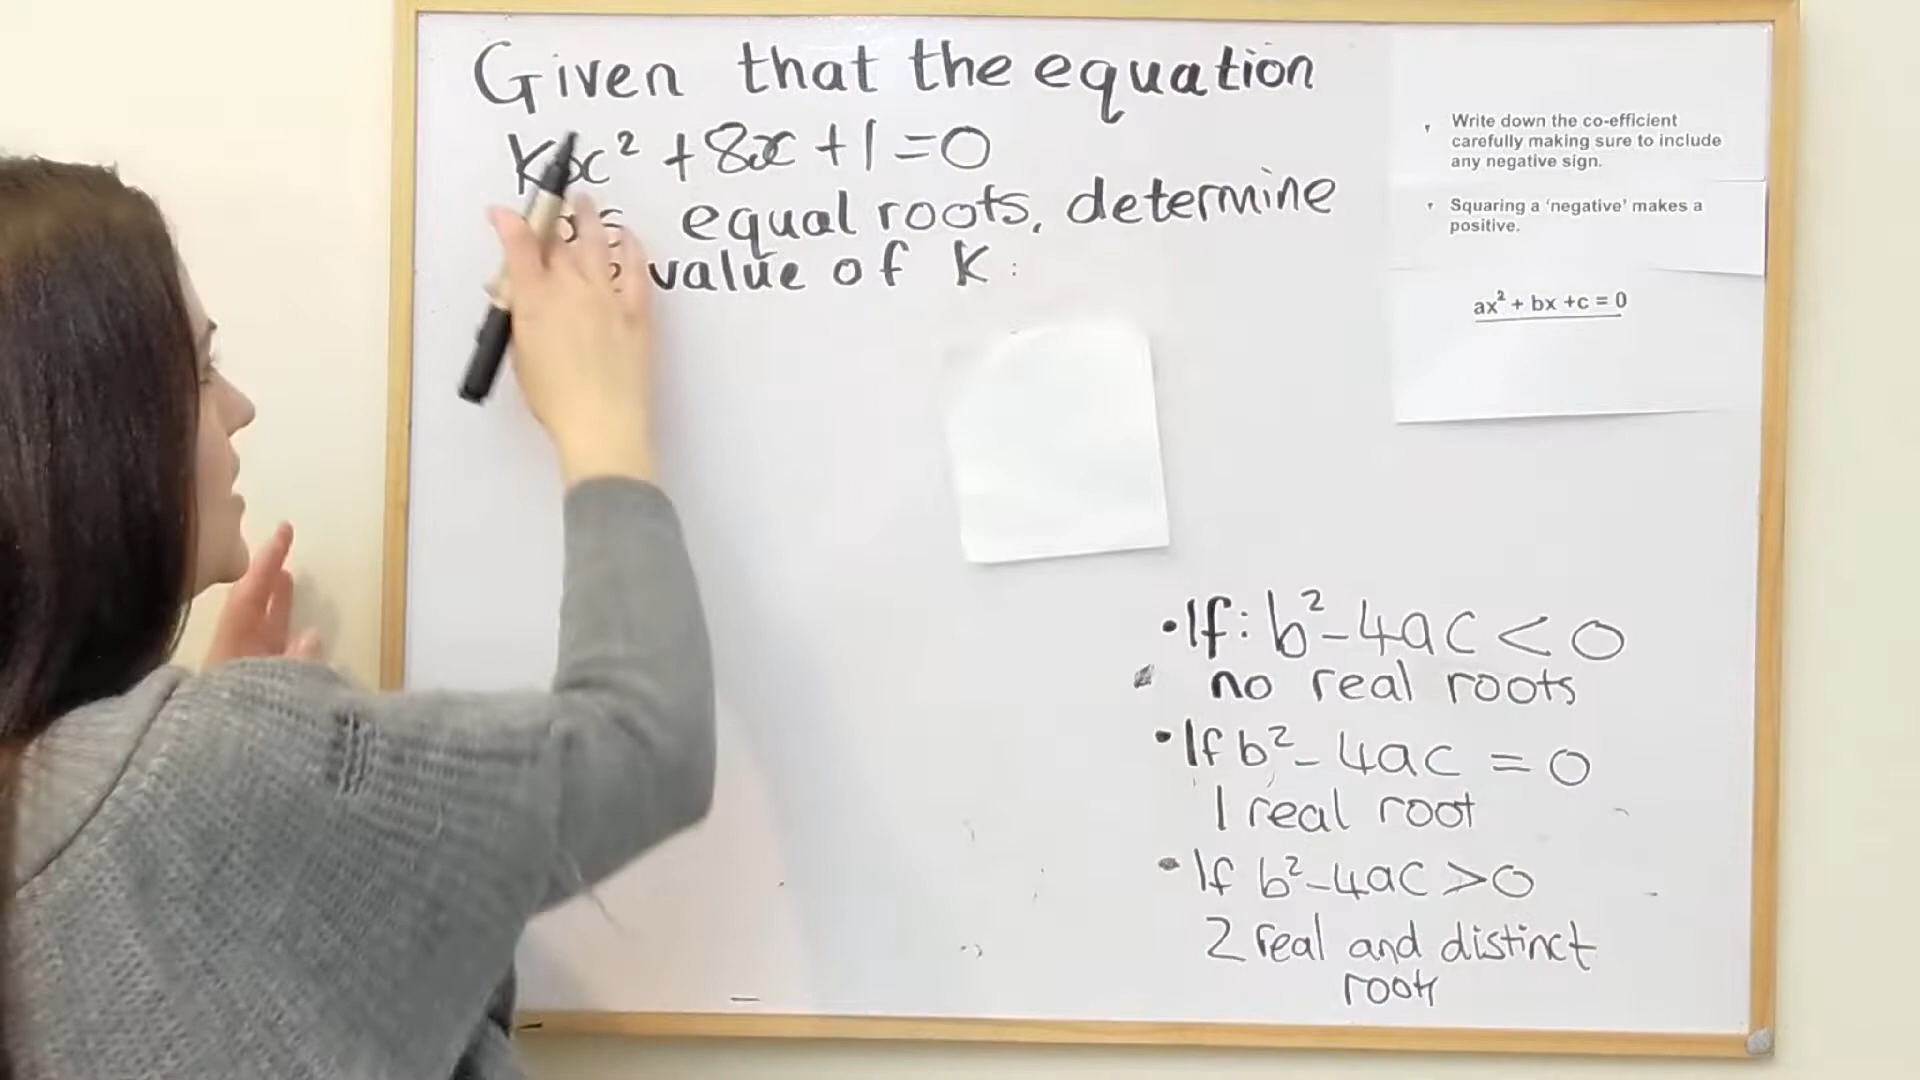 Given that the equation
kx² + 8x + 1 = 0
equal roots, determine
value of k :
Write down the co-efficient
carefully making sure to include
any negative sign.
Squaring a ‘negative’ makes a
positive.
ax² + bx +c = 0
• If: b² - 4ac < 0
no real roots
• If b² - 4ac = 0
1 real root
• If b² - 4ac > 0
2 real and distinct
roots